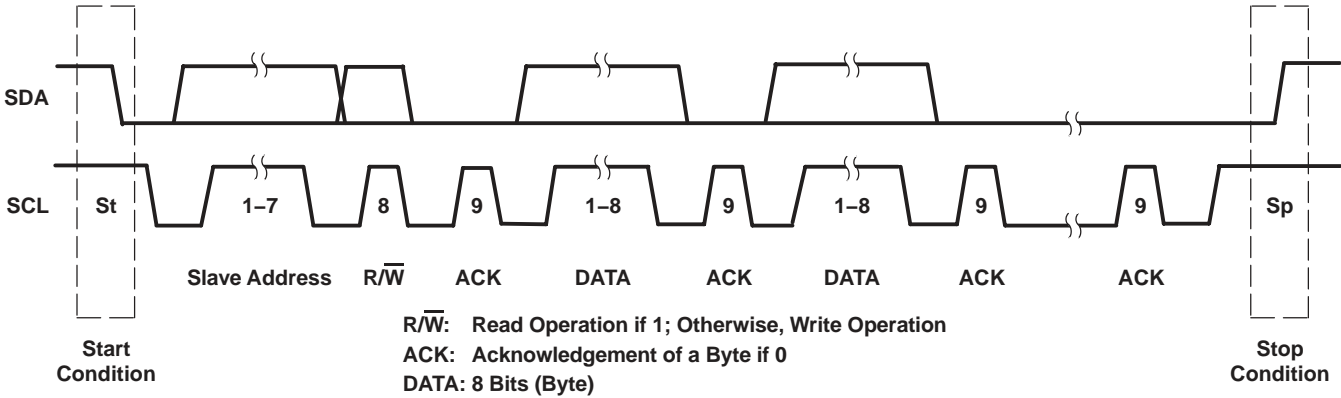 SDA
SCL St 1–7 8 9 1–8 9 1–8 9 9 Sp
Slave Address R/W̅ ACK DATA ACK DATA ACK ACK
R/W̅: Read Operation if 1; Otherwise, Write Operation
ACK: Acknowledgement of a Byte if 0
DATA: 8 Bits (Byte)
Start
Condition
Stop
Condition